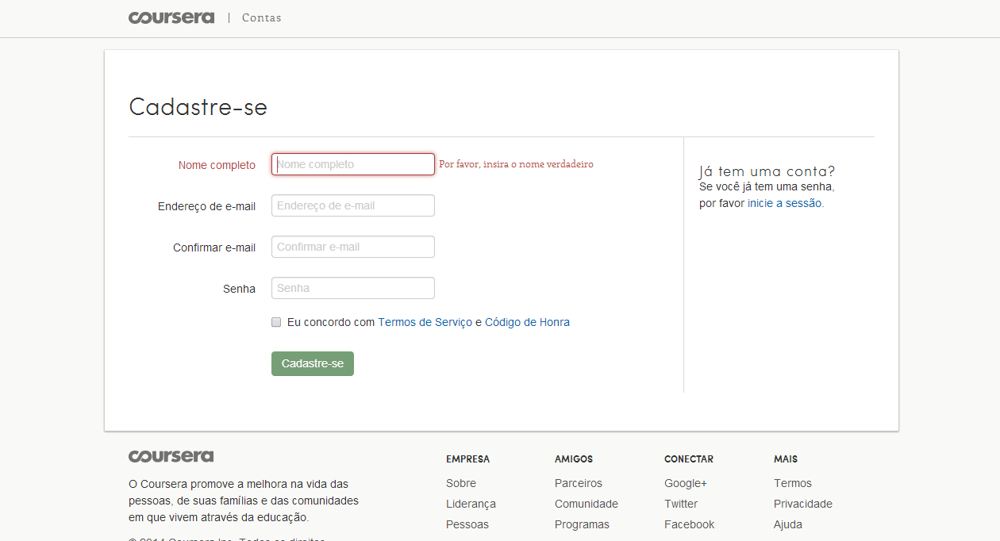 coursera | Contas
Cadastre-se
Nome completo
Nome completo
Por favor, insira o nome verdadeiro
Endereço de e-mail
Endereço de e-mail
Confirmar e-mail
Confirmar e-mail
Senha
Senha
Eu concordo com Termos de Serviço e Código de Honra
Cadastre-se
Já tem uma conta?
Se você já tem uma senha,
por favor inicie a sessão.
coursera
O Coursera promove a melhora na vida das
pessoas, de suas famílias e das comunidades
em que vivem através da educação.
© 2014 Coursera Inc. Todos os direitos
EMPRESA
Sobre
Liderança
Pessoas
AMIGOS
Parceiros
Comunidade
Programas
CONECTAR
Google+
Twitter
Facebook
MAIS
Termos
Privacidade
Ajuda